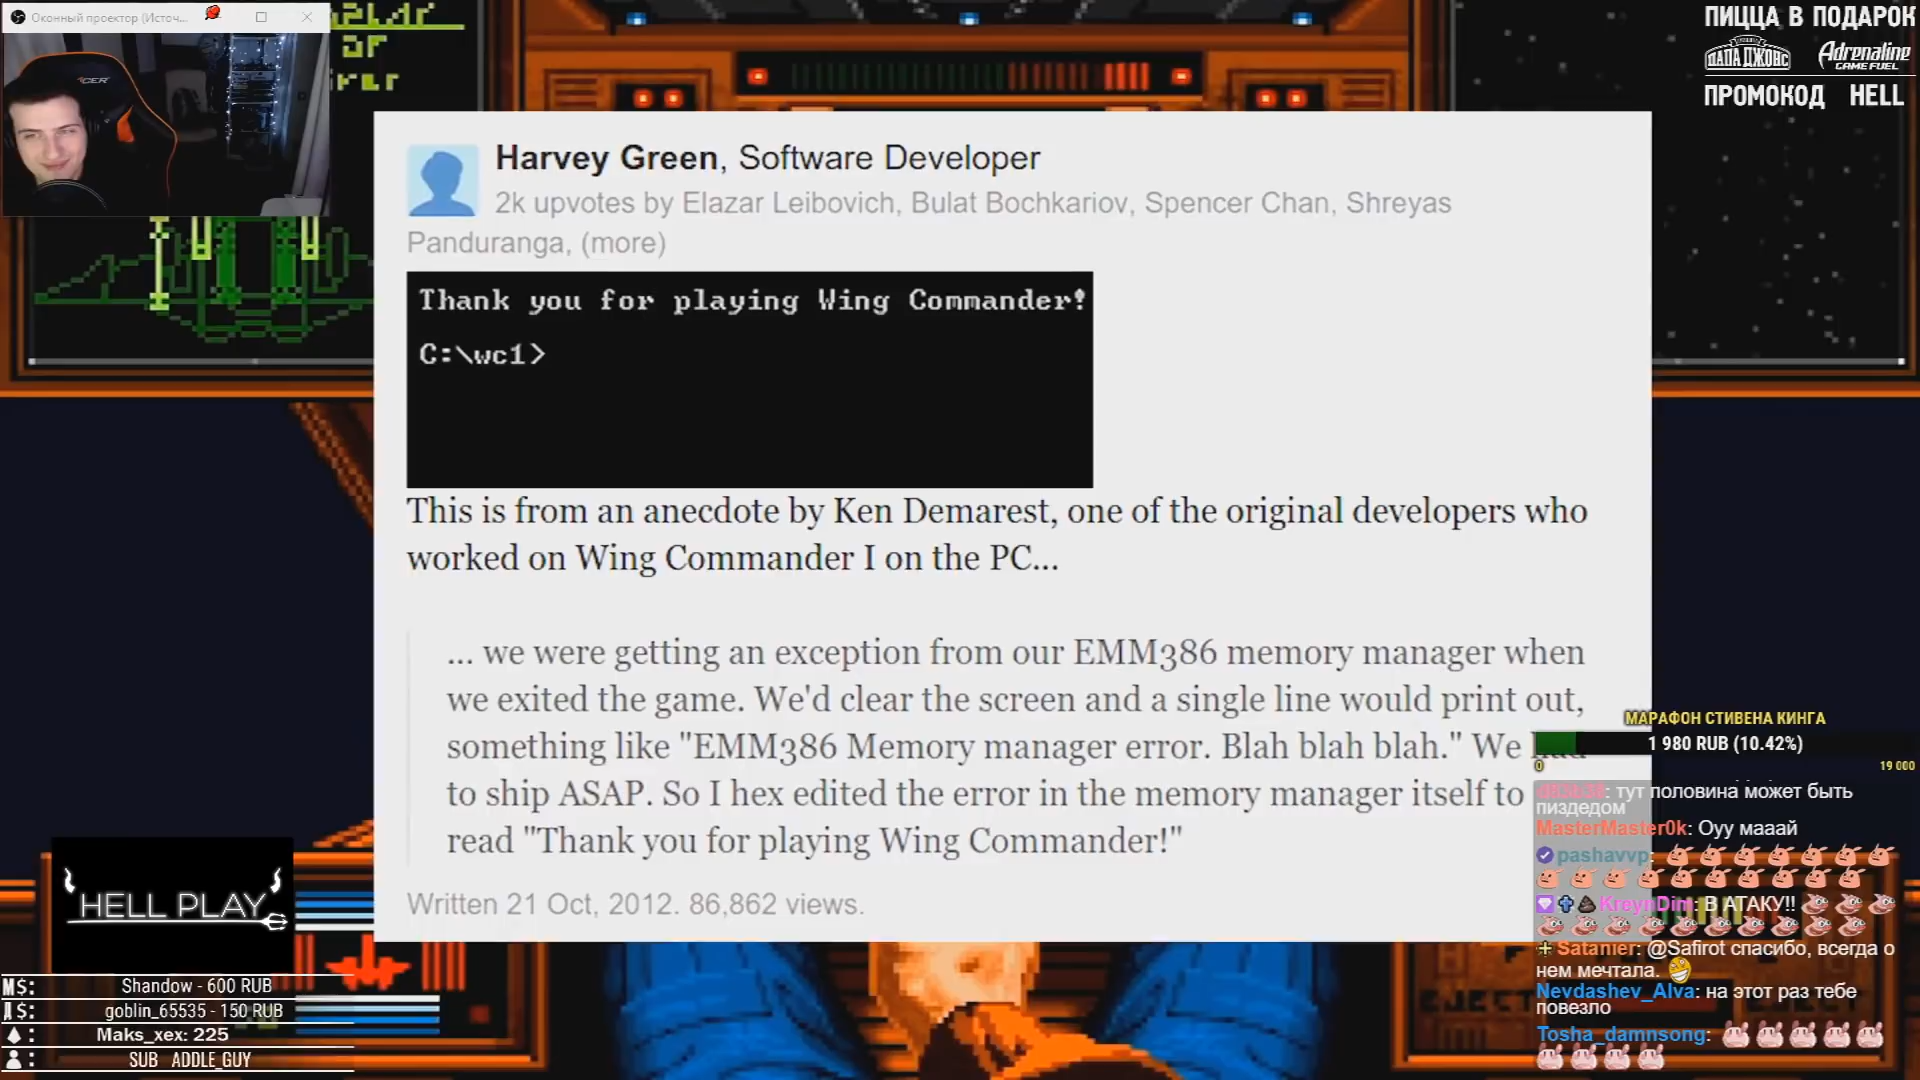 Оконный проектор (Источ...
ПИЦЦА В ПОДАРОК
ПАПА ДЖОНС
Adrenaline
GAME FUEL
ПРОМОКОД HELL
ACER
Harvey Green, Software Developer
2k upvotes by Elazar Leibovich, Bulat Bochkariov, Spencer Chan, Shreyas
Panduranga, (more)
Thank you for playing Wing Commander!
C:\wc1>
This is from an anecdote by Ken Demarest, one of the original developers who
worked on Wing Commander I on the PC...
... we were getting an exception from our EMM386 memory manager when
we exited the game. We'd clear the screen and a single line would print out,
something like "EMM386 Memory manager error. Blah blah blah." We had
to ship ASAP. So I hex edited the error in the memory manager itself to
read "Thank you for playing Wing Commander!"
Written 21 Oct, 2012. 86,862 views.
МАРАФОН СТИВЕНА КИНГА
1 980 RUB (10.42%)
0
19 000
: тут половина может быть
пиздедом
MasterMaster0k: Оуу мааай
pashavvp:
KreynDim: В АТАКУ!!
Satanier: @Safirot спасибо, всегда о
нем мечтала.
Nevdashev_Alva: на этот раз тебе
повезло
Tosha_damnsong:
HELL PLAY
M$: Shandow - 600 RUB
A$: goblin_65535 - 150 RUB
: Maks_xex: 225
: SUB ADDLE_GUY
EJECT